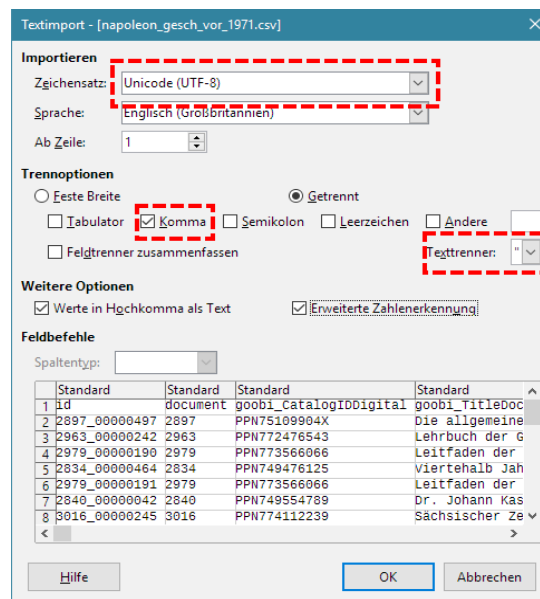 Textimport - [napoleon_gesch_vor_1971.csv]
Importieren
Zeichensatz: Unicode (UTF-8)
Sprache: Englisch (Großbritannien)
Ab Zeile: 1
Trennoptionen
Feste Breite Getrennt
Tabulator Komma Semikolon Leerzeichen Andere
Feldtrenner zusammenfassen Texttrenner: "
Weitere Optionen
Werte in Hochkomma als Text Erweiterte Zahlenerkennung
Feldbefehle
Spaltentyp:
Standard Standard Standard Standard
1 id document goobi_CatalogIDDigital goobi_TitleDoc
2 2897_00000497 2897 PPN75109904X Die allgemeine
3 2963_00000242 2963 PPN772476543 Lehrbuch der G
4 2979_00000190 2979 PPN773566066 Leitfaden der
5 2834_00000464 2834 PPN749476125 Viertehalb Jah
6 2979_00000191 2979 PPN773566066 Leitfaden der
7 2840_00000042 2840 PPN749554789 Dr. Johann Kas
8 3016_00000245 3016 PPN774112239 Sächsischer Ze
Hilfe OK Abbrechen